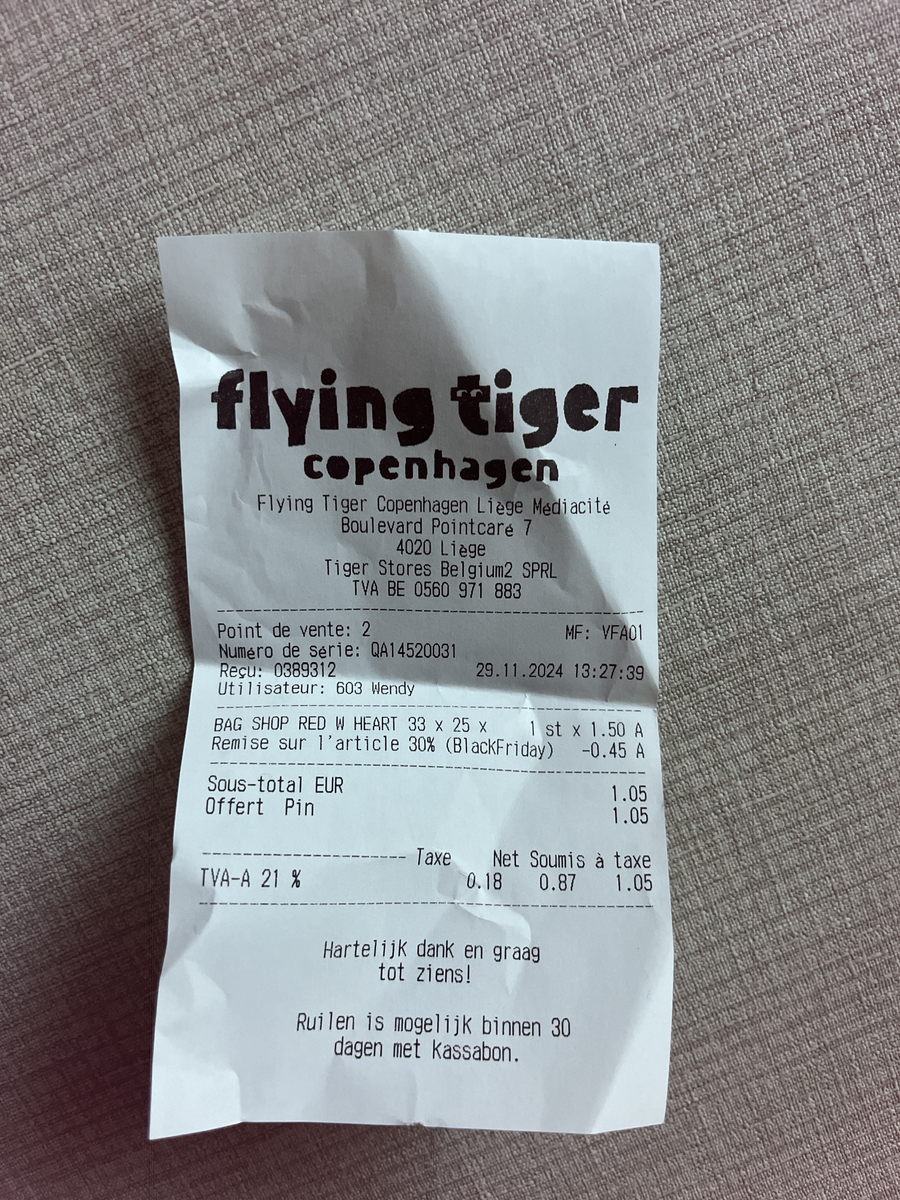 flying tiger
copenhagen
Flying Tiger Copenhagen Liège Médiacité
Boulevard Pointcaré 7
4020 Liège
Tiger Stores Belgium2 SPRL
TVA BE 0560 971 883
Point de vente: 2 MF: VFA01
Numéro de série: QA14520031
Reçu: 0389312 29.11.2024 13:27:39
Utilisateur: 603 Wendy
BAG SHOP RED W HEART 33 x 25 x 1 st x 1.50 A
Remise sur l'article 30% (BlackFriday) -0.45 A
Sous-total EUR 1.05
Offert Pin 1.05
Taxe Net Soumis à taxe
TVA-A 21 % 0.18 0.87 1.05
Hartelijk dank en graag
tot ziens!
Ruilen is mogelijk binnen 30
dagen met kassabon.